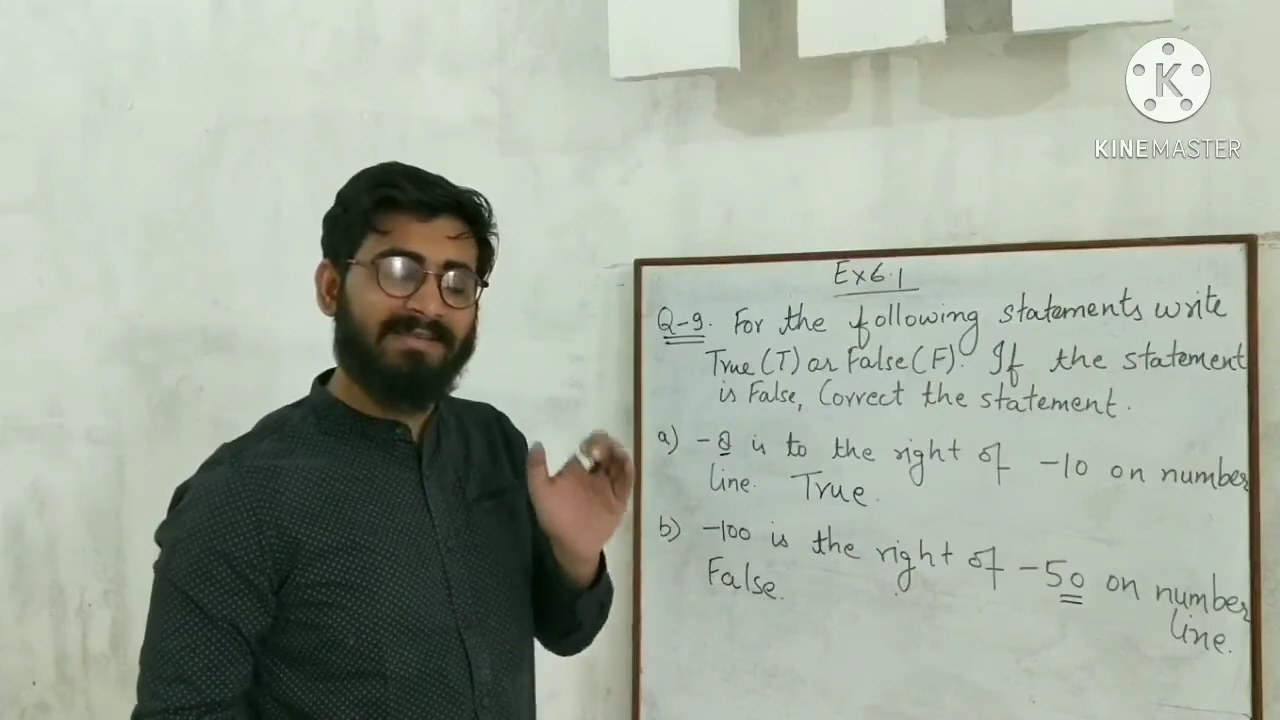 K
KINEMASTER
Ex6.1
Q-9. For the following statements write
True (T) or False (F). If the statement
is False, Correct the statement.
a) -8 is to the right of -10 on number
line. True.
b) -100 is the right of -50 on number
line.
False.